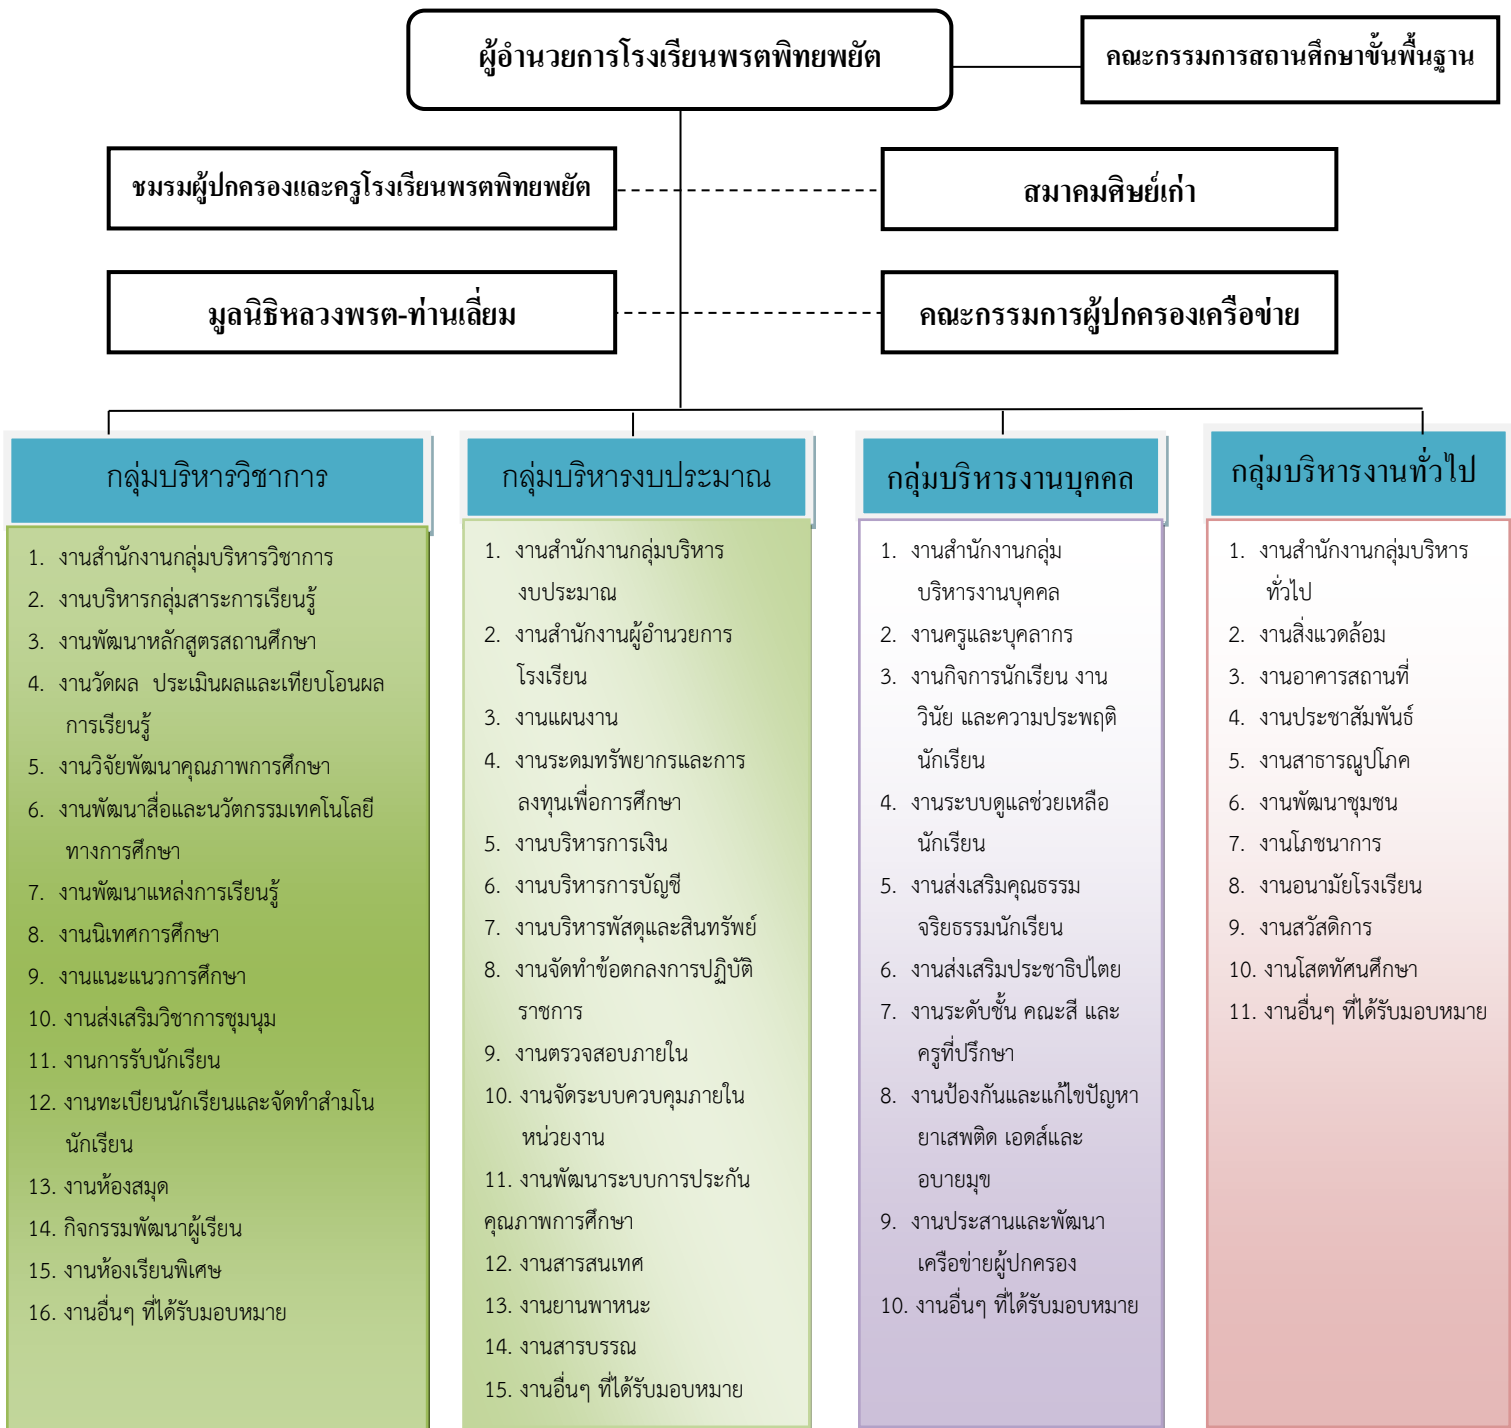 ผู้อำนวยการโรงเรียนพรตพิทยพยัต
คณะกรรมการสถานศึกษาขั้นพื้นฐาน
ชมรมผู้ปกครองและครูโรงเรียนพรตพิทยพยัต
สมาคมศิษย์เก่า
มูลนิธิหลวงพรต-ท่านเลี่ยม
คณะกรรมการผู้ปกครองเครือข่าย
กลุ่มบริหารวิชาการ
1. งานสำนักงานกลุ่มบริหารวิชาการ
2. งานบริหารกลุ่มสาระการเรียนรู้
3. งานพัฒนาหลักสูตรสถานศึกษา
4. งานวัดผล ประเมินผลและเทียบโอนผล
การเรียนรู้
5. งานวิจัยพัฒนาคุณภาพการศึกษา
6. งานพัฒนาสื่อและนวัตกรรมเทคโนโลยี
ทางการศึกษา
7. งานพัฒนาแหล่งการเรียนรู้
8. งานนิเทศการศึกษา
9. งานแนะแนวการศึกษา
10. งานส่งเสริมวิชาการชุมนุม
11. งานการรับนักเรียน
12. งานทะเบียนนักเรียนและจัดทำสำมโน
นักเรียน
13. งานห้องสมุด
14. กิจกรรมพัฒนาผู้เรียน
15. งานห้องเรียนพิเศษ
16. งานอื่นๆ ที่ได้รับมอบหมาย
กลุ่มบริหารงบประมาณ
1. งานสำนักงานกลุ่มบริหาร
งบประมาณ
2. งานสำนักงานผู้อำนวยการ
โรงเรียน
3. งานแผนงาน
4. งานระดมทรัพยากรและการ
ลงทุนเพื่อการศึกษา
5. งานบริหารการเงิน
6. งานบริหารการบัญชี
7. งานบริหารพัสดุและสินทรัพย์
8. งานจัดทำข้อตกลงการปฏิบัติ
ราชการ
9. งานตรวจสอบภายใน
10. งานจัดระบบควบคุมภายใน
หน่วยงาน
11. งานพัฒนาระบบการประกัน
คุณภาพการศึกษา
12. งานสารสนเทศ
13. งานยานพาหนะ
14. งานสารบรรณ
15. งานอื่นๆ ที่ได้รับมอบหมาย
กลุ่มบริหารงานบุคคล
1. งานสำนักงานกลุ่ม
บริหารงานบุคคล
2. งานครูและบุคลากร
3. งานกิจการนักเรียน งาน
วินัย และความประพฤติ
นักเรียน
4. งานระบบดูแลช่วยเหลือ
นักเรียน
5. งานส่งเสริมคุณธรรม
จริยธรรมนักเรียน
6. งานส่งเสริมประชาธิปไตย
7. งานระดับชั้น คณะสี และ
ครูที่ปรึกษา
8. งานป้องกันและแก้ไขปัญหา
ยาเสพติด เอดส์และ
อบายมุข
9. งานประสานและพัฒนา
เครือข่ายผู้ปกครอง
10. งานอื่นๆ ที่ได้รับมอบหมาย
กลุ่มบริหารงานทั่วไป
1. งานสำนักงานกลุ่มบริหาร
ทั่วไป
2. งานสิ่งแวดล้อม
3. งานอาคารสถานที่
4. งานประชาสัมพันธ์
5. งานสาธารณูปโภค
6. งานพัฒนาชุมชน
7. งานโภชนาการ
8. งานอนามัยโรงเรียน
9. งานสวัสดิการ
10. งานโสตทัศนศึกษา
11. งานอื่นๆ ที่ได้รับมอบหมาย